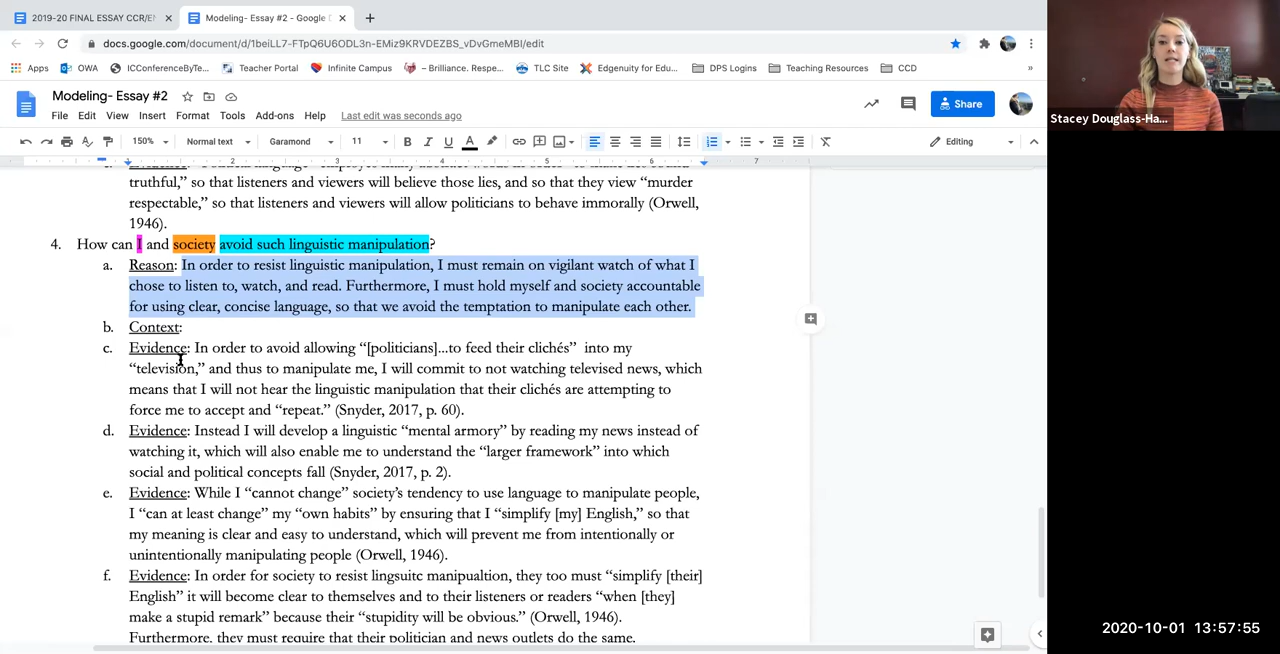 2019-20 FINAL ESSAY CCR/E
Modeling- Essay #2 - Google
docs.google.com/document/d/1beiLL7-FTpQ6U6ODL3n-EMiz9KRVDEZBS_vDvGmeMBI/edit
Apps OWA ICConferenceByTe... Teacher Portal Infinite Campus – Brilliance, Respe... TLC Site Edgenuity for Edu... DPS Logins Teaching Resources CCD »
Modeling- Essay #2
File Edit View Insert Format Tools Add-ons Help Last edit was seconds ago
Share
150% Normal text Garamond 11 B I U A Editing
2 3 4 5 6 7
truthful,” so that listeners and viewers will believe those lies, and so that they view “murder
respectable,” so that listeners and viewers will allow politicians to behave immorally (Orwell,
1946).
4. How can I and society avoid such linguistic manipulation?
a. Reason: In order to resist linguistic manipulation, I must remain on vigilant watch of what I
chose to listen to, watch, and read. Furthermore, I must hold myself and society accountable
for using clear, concise language, so that we avoid the temptation to manipulate each other.
b. Context:
c. Evidence: In order to avoid allowing “[politicians]...to feed their clichés” into my
“television,” and thus to manipulate me, I will commit to not watching televised news, which
means that I will not hear the linguistic manipulation that their clichés are attempting to
force me to accept and “repeat.” (Snyder, 2017, p. 60).
d. Evidence: Instead I will develop a linguistic “mental armory” by reading my news instead of
watching it, which will also enable me to understand the “larger framework” into which
social and political concepts fall (Snyder, 2017, p. 2).
e. Evidence: While I “cannot change” society’s tendency to use language to manipulate people,
I “can at least change” my “own habits” by ensuring that I “simplify [my] English,” so that
my meaning is clear and easy to understand, which will prevent me from intentionally or
unintentionally manipulating people (Orwell, 1946).
f. Evidence: In order for society to resist lingsuitc manipualtion, they too must “simplify [their]
English” it will become clear to themselves and to their listeners or readers “when [they]
make a stupid remark” because their “stupidity will be obvious.” (Orwell, 1946).
Furthermore, they must require that their politician and news outlets do the same.
Stacey Douglass-Ha...
2020-10-01 13:57:55